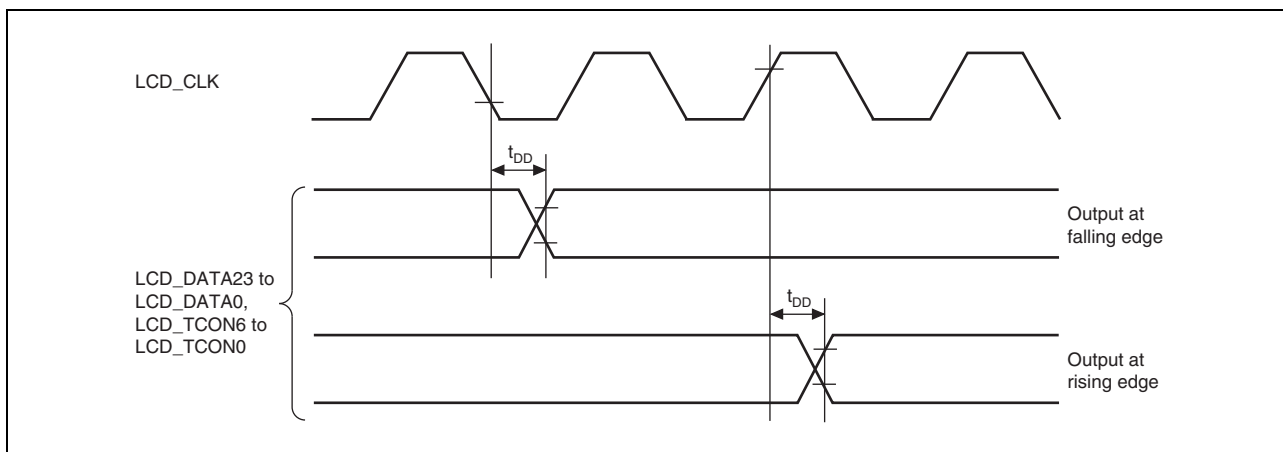 LCD_CLK
tDD
Output at
falling edge
LCD_DATA23 to
LCD_DATA0,
LCD_TCON6 to
LCD_TCON0
tDD
Output at
rising edge